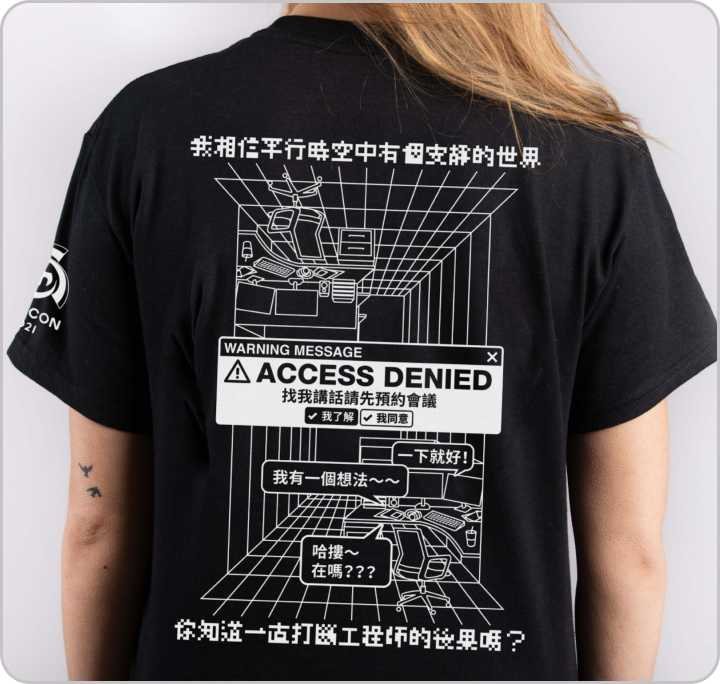 我相信平行時空中有個安靜的世界
WARNING MESSAGE
ACCESS DENIED
找我講話請先預約會議
我了解 我同意
一下就好!
我有一個想法～～
哈摟～
在嗎???
你知道一直打斷工程師的後果嗎?
CON
21